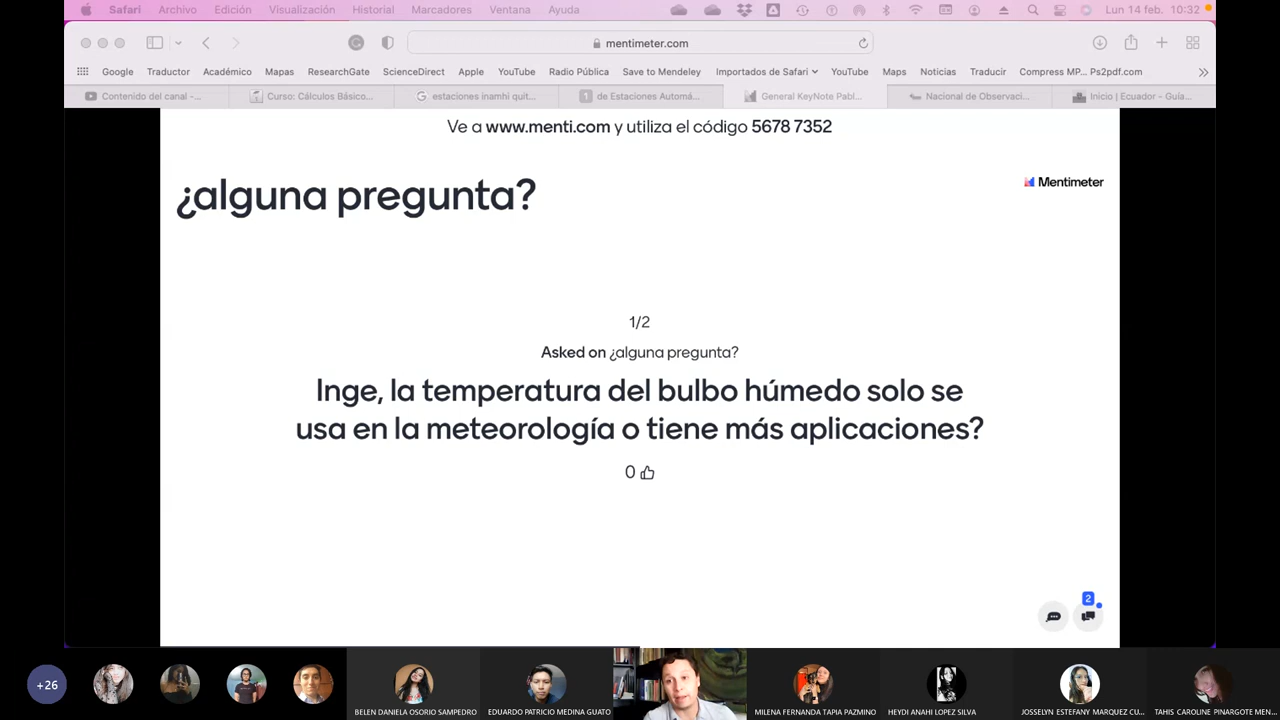 Safari Archivo Edición Visualización Historial Marcadores Ventana Ayuda Lun 14 feb. 10:32
mentimeter.com
Google Traductor Académico Mapas ResearchGate ScienceDirect Apple YouTube Radio Pública Save to Mendeley Importados de Safari YouTube Maps Noticias Traducir Compress MP... Ps2pdf.com
Contenido del canal -... Curso: Cálculos Básico... estaciones inamhi quit... 1 de Estaciones Automá... General KeyNote Pabl... Nacional de Observaci... Inicio | Ecuador – Guía...
Ve a www.menti.com y utiliza el código 5678 7352
¿alguna pregunta?
Mentimeter
1/2
Asked on ¿alguna pregunta?
Inge, la temperatura del bulbo húmedo solo se
usa en la meteorología o tiene más aplicaciones?
0
2
+26
BELEN DANIELA OSORIO SAMPEDRO EDUARDO PATRICIO MEDINA GUATO MILENA FERNANDA TAPIA PAZMINO HEYDI ANAHI LOPEZ SILVA JOSSELYN ESTEFANY MARQUEZ CU... TAHIS CAROLINE PINARGOTE MEN...